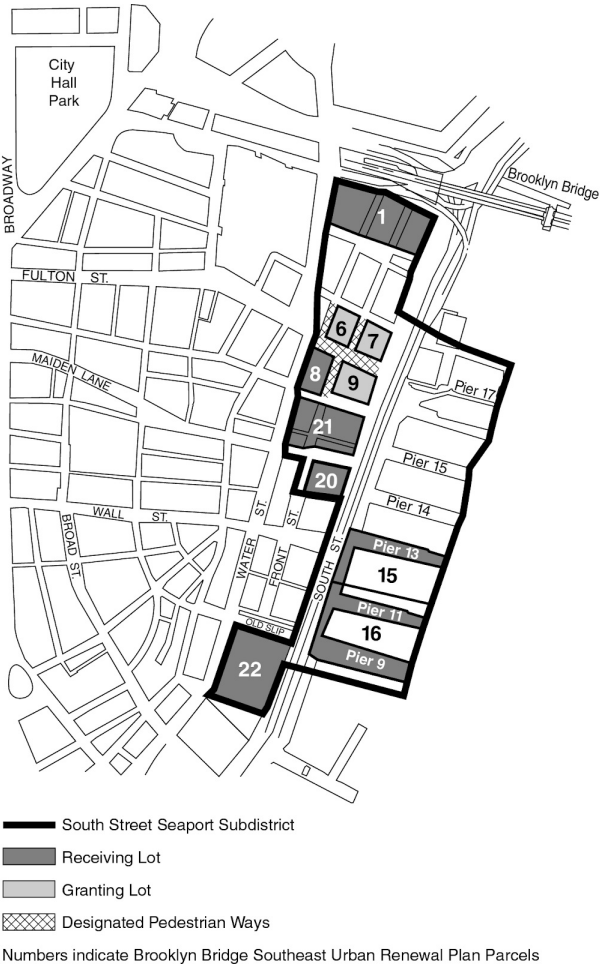 City
Hall
Park
BROADWAY
Brooklyn Bridge
1
FULTON ST.
6
7
MAIDEN LANE
8
9
Pier 17
21
Pier 15
20
WALL ST.
BROAD ST.
WATER ST.
FRONT ST.
SOUTH ST.
Pier 14
Pier 13
15
Pier 11
16
OLD SLIP
Pier 9
22
South Street Seaport Subdistrict
Receiving Lot
Granting Lot
Designated Pedestrian Ways
Numbers indicate Brooklyn Bridge Southeast Urban Renewal Plan Parcels